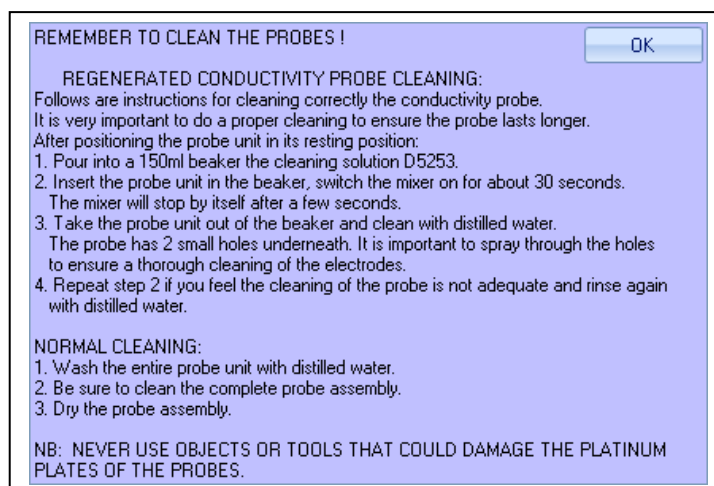 REMEMBER TO CLEAN THE PROBES !
OK
REGENERATED CONDUCTIVITY PROBE CLEANING:
Follows are instructions for cleaning correctly the conductivity probe.
It is very important to do a proper cleaning to ensure the probe lasts longer.
After positioning the probe unit in its resting position:
1. Pour into a 150ml beaker the cleaning solution D5253.
2. Insert the probe unit in the beaker, switch the mixer on for about 30 seconds.
The mixer will stop by itself after a few seconds.
3. Take the probe unit out of the beaker and clean with distilled water.
The probe has 2 small holes underneath. It is important to spray through the holes
to ensure a thorough cleaning of the electrodes.
4. Repeat step 2 if you feel the cleaning of the probe is not adequate and rinse again
with distilled water.
NORMAL CLEANING:
1. Wash the entire probe unit with distilled water.
2. Be sure to clean the complete probe assembly.
3. Dry the probe assembly.
NB: NEVER USE OBJECTS OR TOOLS THAT COULD DAMAGE THE PLATINUM
PLATES OF THE PROBES.